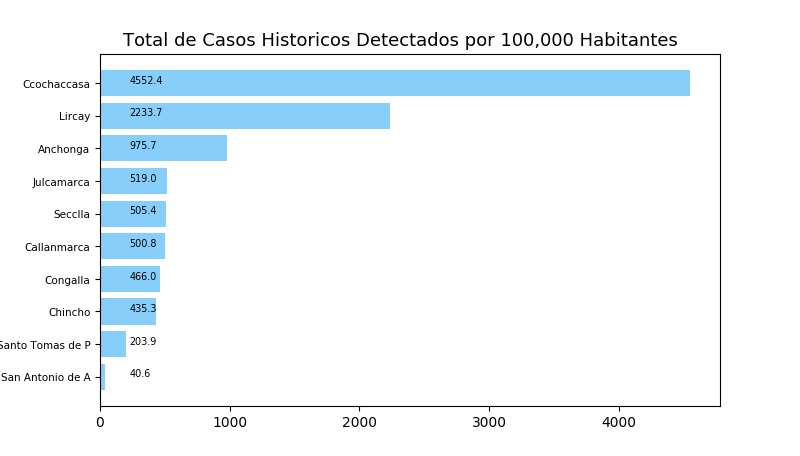 Total de Casos Historicos Detectados por 100,000 Habitantes
Ccochaccasa 4552.4
Lircay 2233.7
Anchonga 975.7
Julcamarca 519.0
Secclla 505.4
Callanmarca 500.8
Congalla 466.0
Chincho 435.3
Santo Tomas de P 203.9
San Antonio de A 40.6
0 1000 2000 3000 4000